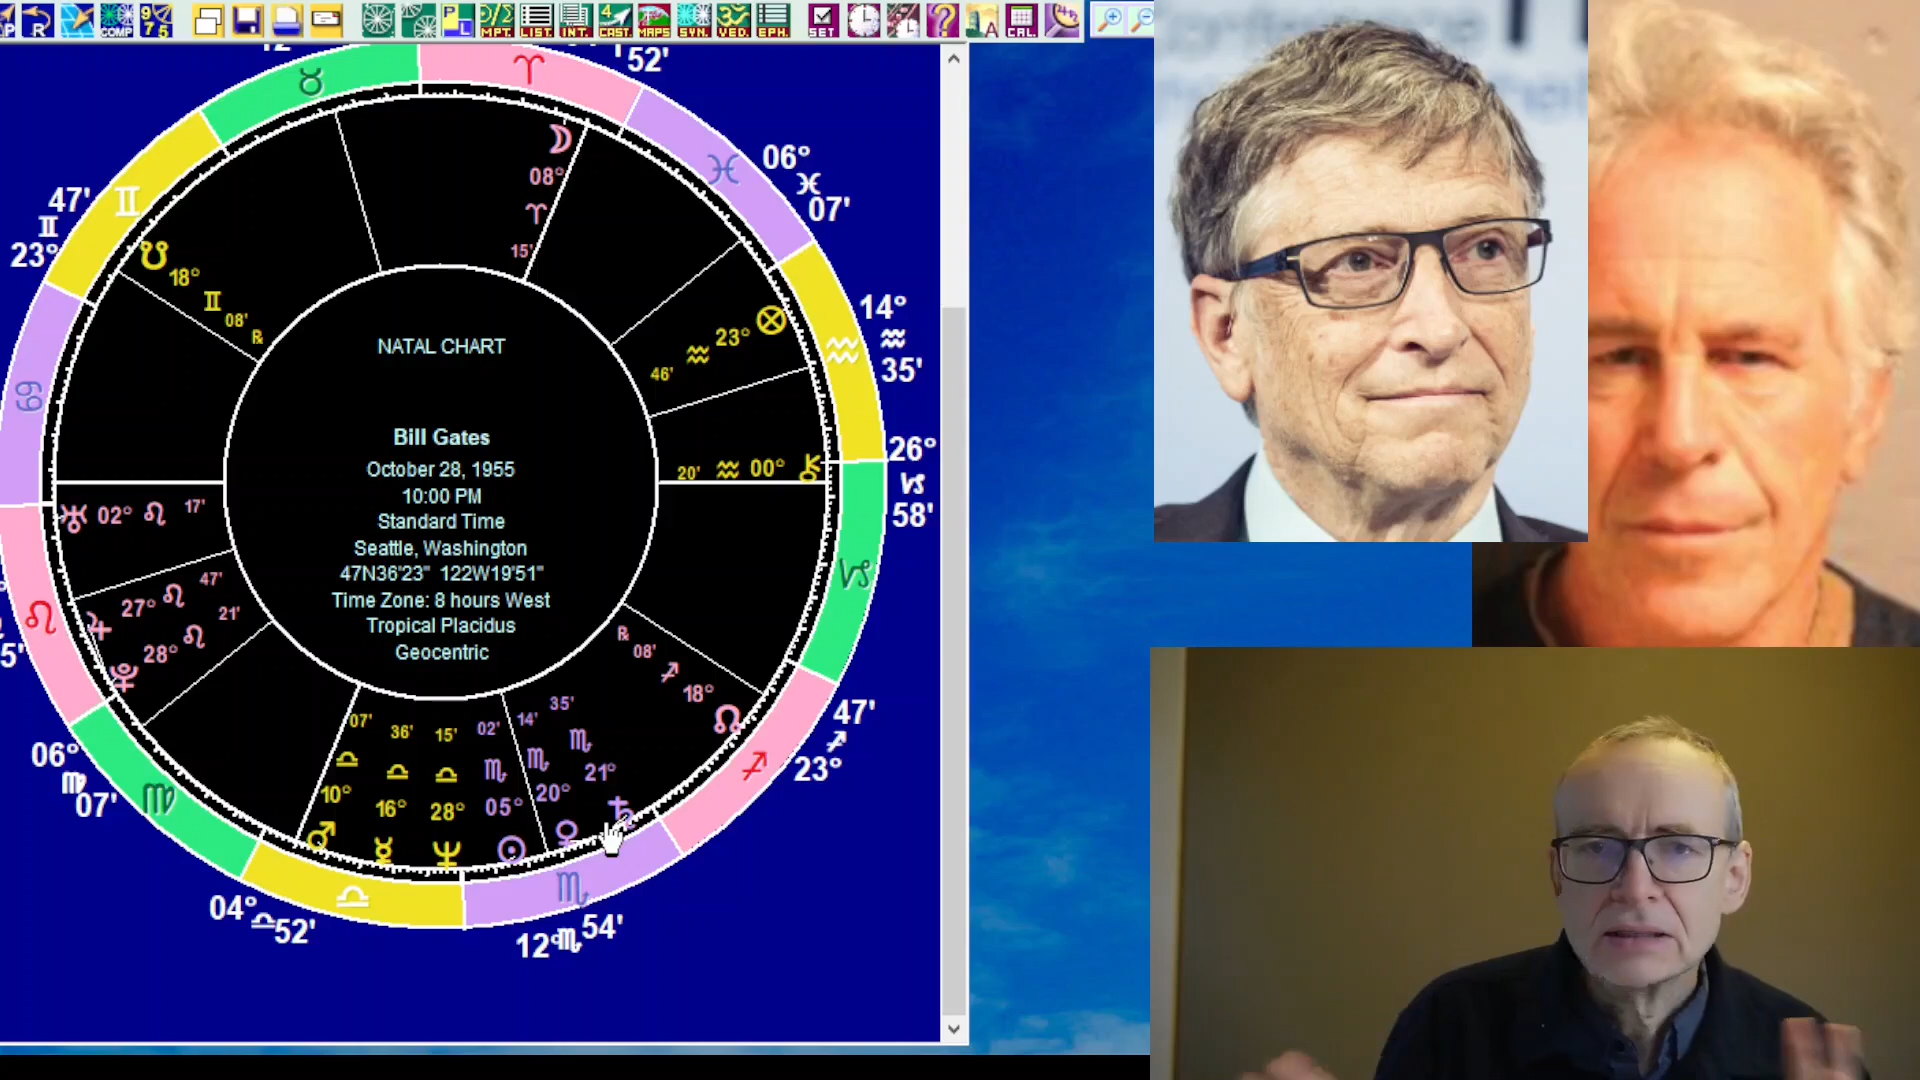 P R COMP 9 7 5 P L MPT. LIST. INT. CAST. MAPS SYN. VED. EPH. SET ? A CAL.
52'
06°
07'
47'
23°
08°
15'
18°
08'
℞
14°
35'
23°
46'
NATAL CHART
Bill Gates
October 28, 1955
10:00 PM
Standard Time
Seattle, Washington
47N36'23" 122W19'51"
Time Zone: 8 hours West
Tropical Placidus
Geocentric
26°
58'
20' 00°
02° 17'
27° 47'
28° 21'
5'
℞
08'
18°
47'
23°
07' 36' 15' 02' 14' 35'
10° 16° 28° 05° 20° 21°
06°
07'
04° 52'
12° 54'